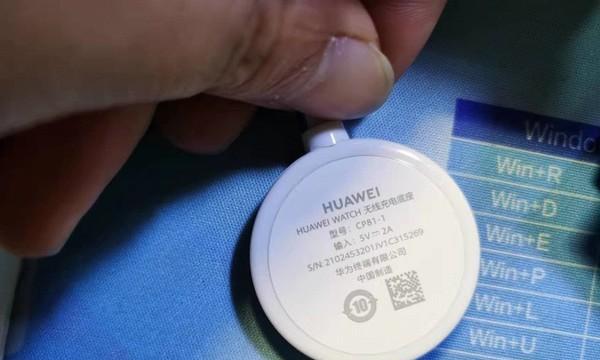 HUAWEI
HUAWEI WATCH 无线充电底座
型号: CP81-1
输入: 5V⎓2A
S/N:2102453201JV1C315269
华为终端有限公司
中国制造
10
Windo
Win+R
Win+D
Win+E
Win+P
Win+L
Win+U